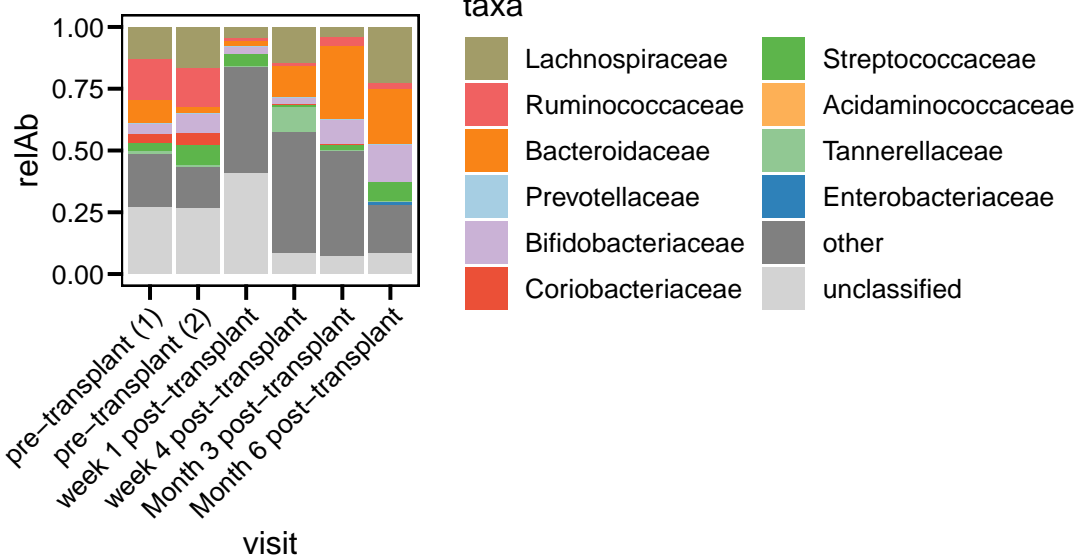 taxa
1.00
0.75
0.50
0.25
0.00
relAb
pre−transplant (1)
pre−transplant (2)
week 1 post−transplant
week 4 post−transplant
Month 3 post−transplant
Month 6 post−transplant
visit
Lachnospiraceae
Ruminococcaceae
Bacteroidaceae
Prevotellaceae
Bifidobacteriaceae
Coriobacteriaceae
Streptococcaceae
Acidaminococcaceae
Tannerellaceae
Enterobacteriaceae
other
unclassified